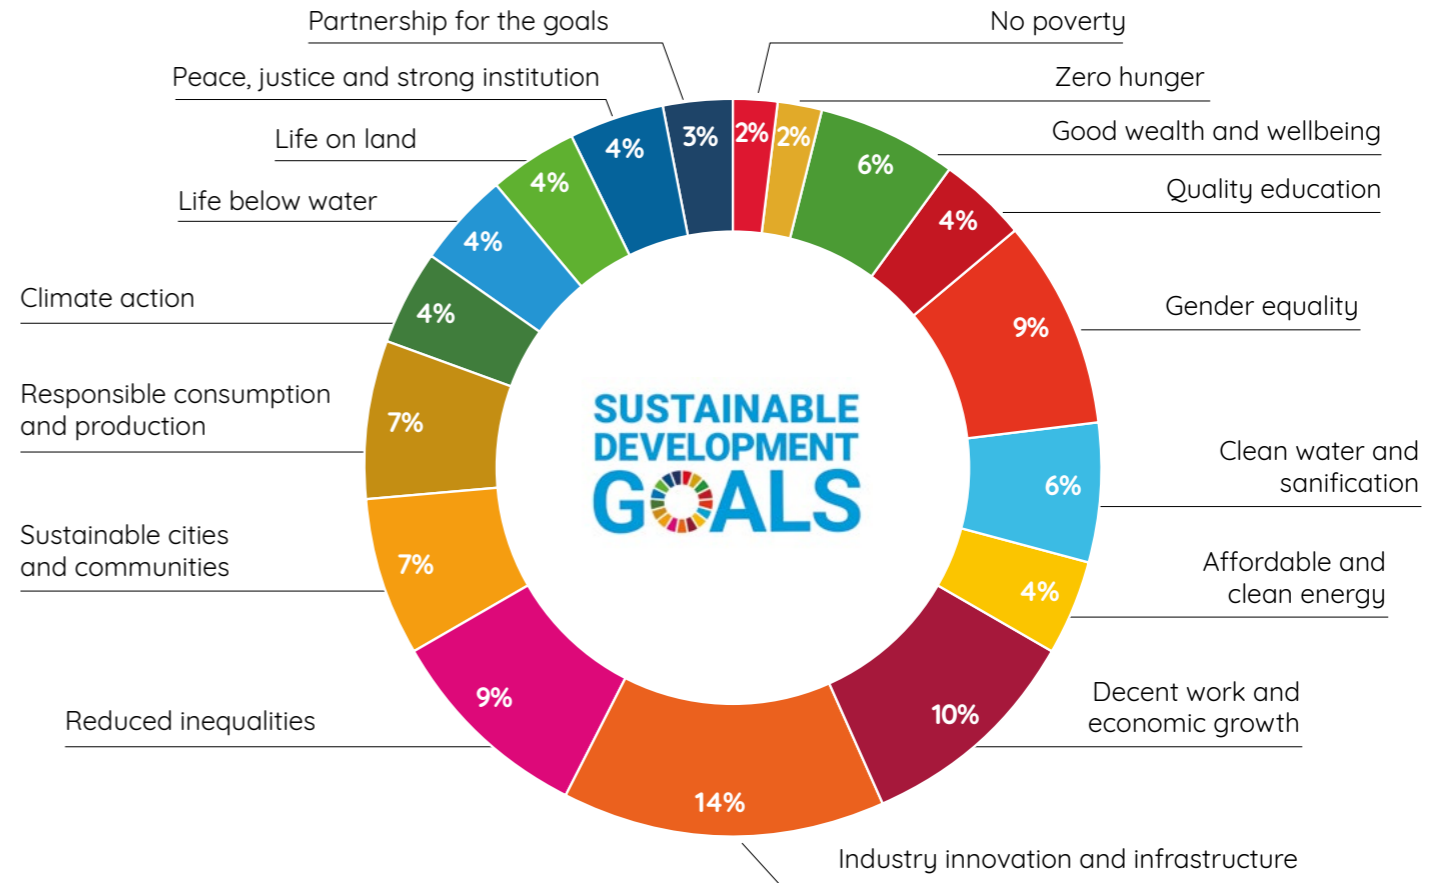 Partnership for the goals
No poverty
Peace, justice and strong institution
Zero hunger
Life on land
Good wealth and wellbeing
Life below water
Quality education
Climate action
Gender equality
Responsible consumption
and production
Clean water and
sanification
Sustainable cities
and communities
Affordable and
clean energy
Reduced inequalities
Decent work and
economic growth
Industry innovation and infrastructure
2%
2%
6%
4%
9%
6%
4%
10%
14%
9%
7%
7%
4%
4%
4%
4%
3%
SUSTAINABLE
DEVELOPMENT
GOALS